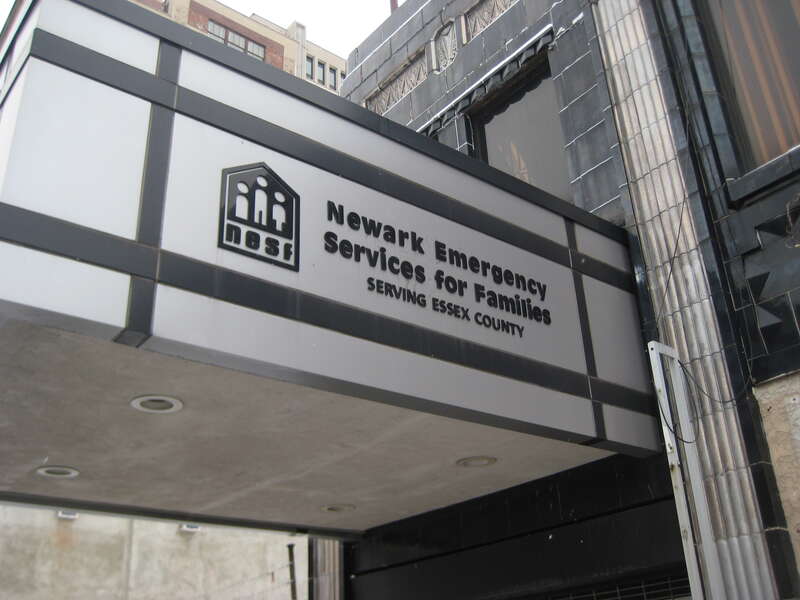 nesf
Newark Emergency
Services for Families
SERVING ESSEX COUNTY